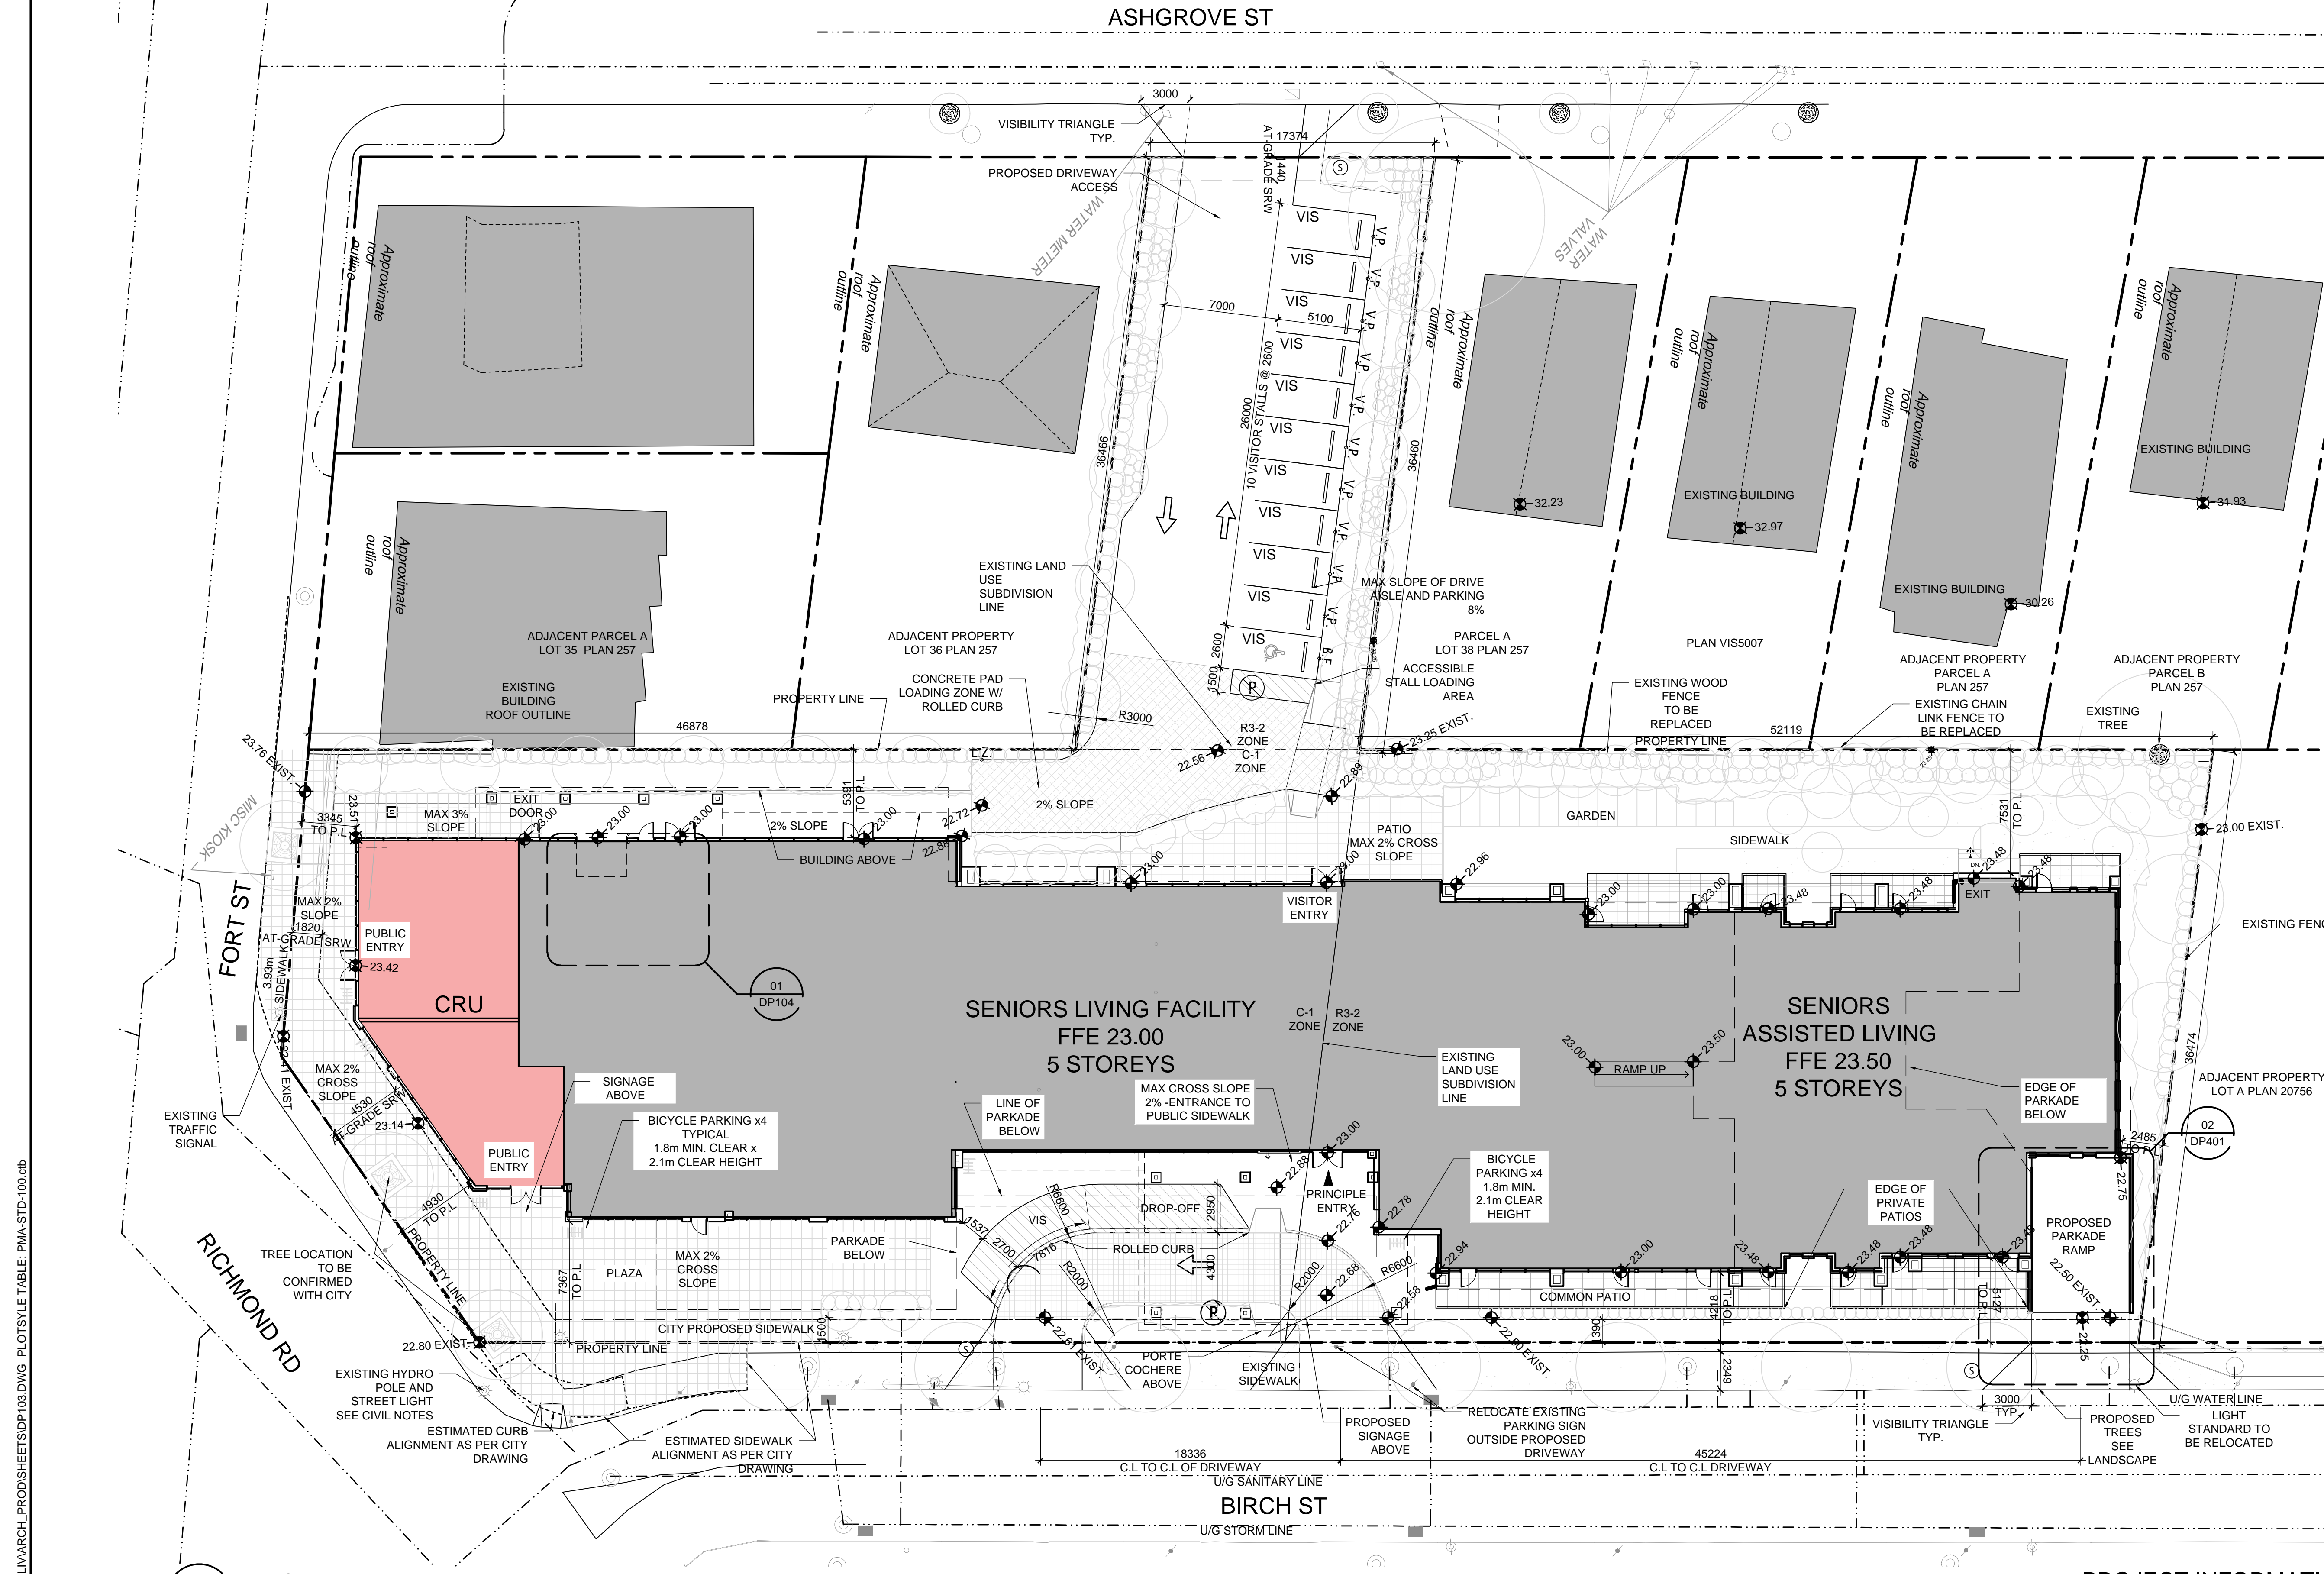 ASHGROVE ST
3000
VISIBILITY TRIANGLE
TYP.
17374
1440
AT-GRADE SRW
S
PROPOSED DRIVEWAY
ACCESS
WATER METER
WATER
VALVES
VIS
VIS
VIS
VIS
VIS
VIS
VIS
VIS
VIS
VIS
VIS
V.P.
V.P.
V.P.
V.P.
V.P.
V.P.
V.P.
V.P.
V.P.
V.P.
B.F.
7000
5100
26000
10 VISITOR STALLS @ 2600
36466
36460
Approximate
roof
outline
Approximate
roof
outline
Approximate
roof
outline
Approximate
roof
outline
Approximate
roof
outline
Approximate
roof
outline
Approximate
roof
outline
32.23
EXISTING BUILDING
32.97
EXISTING BUILDING
30.26
EXISTING BUILDING
31.93
EXISTING LAND
USE
SUBDIVISION
LINE
MAX SLOPE OF DRIVE
AISLE AND PARKING
8%
ADJACENT PARCEL A
LOT 35 PLAN 257
ADJACENT PROPERTY
LOT 36 PLAN 257
PARCEL A
LOT 38 PLAN 257
PLAN VIS5007
ADJACENT PROPERTY
PARCEL A
PLAN 257
ADJACENT PROPERTY
PARCEL B
PLAN 257
EXISTING
BUILDING
ROOF OUTLINE
PROPERTY LINE
CONCRETE PAD
LOADING ZONE W/
ROLLED CURB
2600
1500
P
ACCESSIBLE
STALL LOADING
AREA
EXISTING WOOD
FENCE
TO BE
REPLACED
PROPERTY LINE
EXISTING CHAIN
LINK FENCE TO
BE REPLACED
EXISTING
TREE
46878
R3000
R3-2
ZONE
C-1
ZONE
23.25 EXIST.
52119
23.76 EXIST.
L.Z.
22.56
22.89
MISC KIOSK
3345
TO P.L
23.51
MAX 3%
SLOPE
EXIT
DOOR
23.00
23.00
23.00
2% SLOPE
5391
TO P.L
23.00
22.72
22.88
2% SLOPE
BUILDING ABOVE
PATIO
MAX 2% CROSS
SLOPE
GARDEN
SIDEWALK
7531
TO P.L
23.00 EXIST.
23.00
23.00
22.96
23.00
23.00
23.48
23.48
DN.
23.48
23.48
EXIT
VISITOR
ENTRY
FORT ST
MAX 2%
SLOPE
1820
AT-GRADE SRW
3.93m
SIDEWALK
PUBLIC
ENTRY
23.42
CRU
01
DP104
SENIORS LIVING FACILITY
FFE 23.00
5 STOREYS
C-1
ZONE
R3-2
ZONE
EXISTING
LAND USE
SUBDIVISION
LINE
23.00
RAMP UP
23.50
SENIORS
ASSISTED LIVING
FFE 23.50
5 STOREYS
EDGE OF
PARKADE
BELOW
36474
ADJACENT PROPERTY
LOT A PLAN 20756
02
DP401
2485
TO P.L
22.75
MAX 2%
CROSS
SLOPE
4530
AT-GRADE SRW
23.14
EXISTING
TRAFFIC
SIGNAL
SIGNAGE
ABOVE
BICYCLE PARKING x4
TYPICAL
1.8m MIN. CLEAR x
2.1m CLEAR HEIGHT
PUBLIC
ENTRY
LINE OF
PARKADE
BELOW
MAX CROSS SLOPE
2% -ENTRANCE TO
PUBLIC SIDEWALK
23.00
22.88
PRINCIPLE
ENTRY
22.76
22.78
BICYCLE
PARKING x4
1.8m MIN.
2.1m CLEAR
HEIGHT
EDGE OF
PRIVATE
PATIOS
PROPOSED
PARKADE
RAMP
4930
TO P.L
PROPERTY LINE
TREE LOCATION
TO BE
CONFIRMED
WITH CITY
RICHMOND RD
7367
TO P.L
PLAZA
MAX 2%
CROSS
SLOPE
PARKADE
BELOW
1537
2700
7816
R6600
VIS
R2000
DROP-OFF
2950
ROLLED CURB
4300
R2000
R6600
22.68
22.58
P
22.94
23.00
23.48
23.48
23.48
COMMON PATIO
4218
TO P.L
5127
TO P.L
22.50 EXIST.
22.25
22.80 EXIST.
CITY PROPOSED SIDEWALK
1500
PROPERTY LINE
S
22.61 EXIST.
PORTE
COCHERE
ABOVE
EXISTING
SIDEWALK
22.80 EXIST.
2349
S
EXISTING HYDRO
POLE AND
STREET LIGHT
SEE CIVIL NOTES
ESTIMATED CURB
ALIGNMENT AS PER CITY
DRAWING
ESTIMATED SIDEWALK
ALIGNMENT AS PER CITY
DRAWING
PROPOSED
SIGNAGE
ABOVE
RELOCATE EXISTING
PARKING SIGN
OUTSIDE PROPOSED
DRIVEWAY
3000
TYP.
VISIBILITY TRIANGLE
TYP.
PROPOSED
TREES
SEE
LANDSCAPE
U/G WATER LINE
LIGHT
STANDARD TO
BE RELOCATED
18336
C.L TO C.L OF DRIVEWAY
45224
C.L TO C.L DRIVEWAY
U/G SANITARY LINE
BIRCH ST
U/G STORM LINE
LIV\ARCH_PRODSHEETS\DP103.DWG PLOTSYLE TABLE: PMA-STD-100.ctb